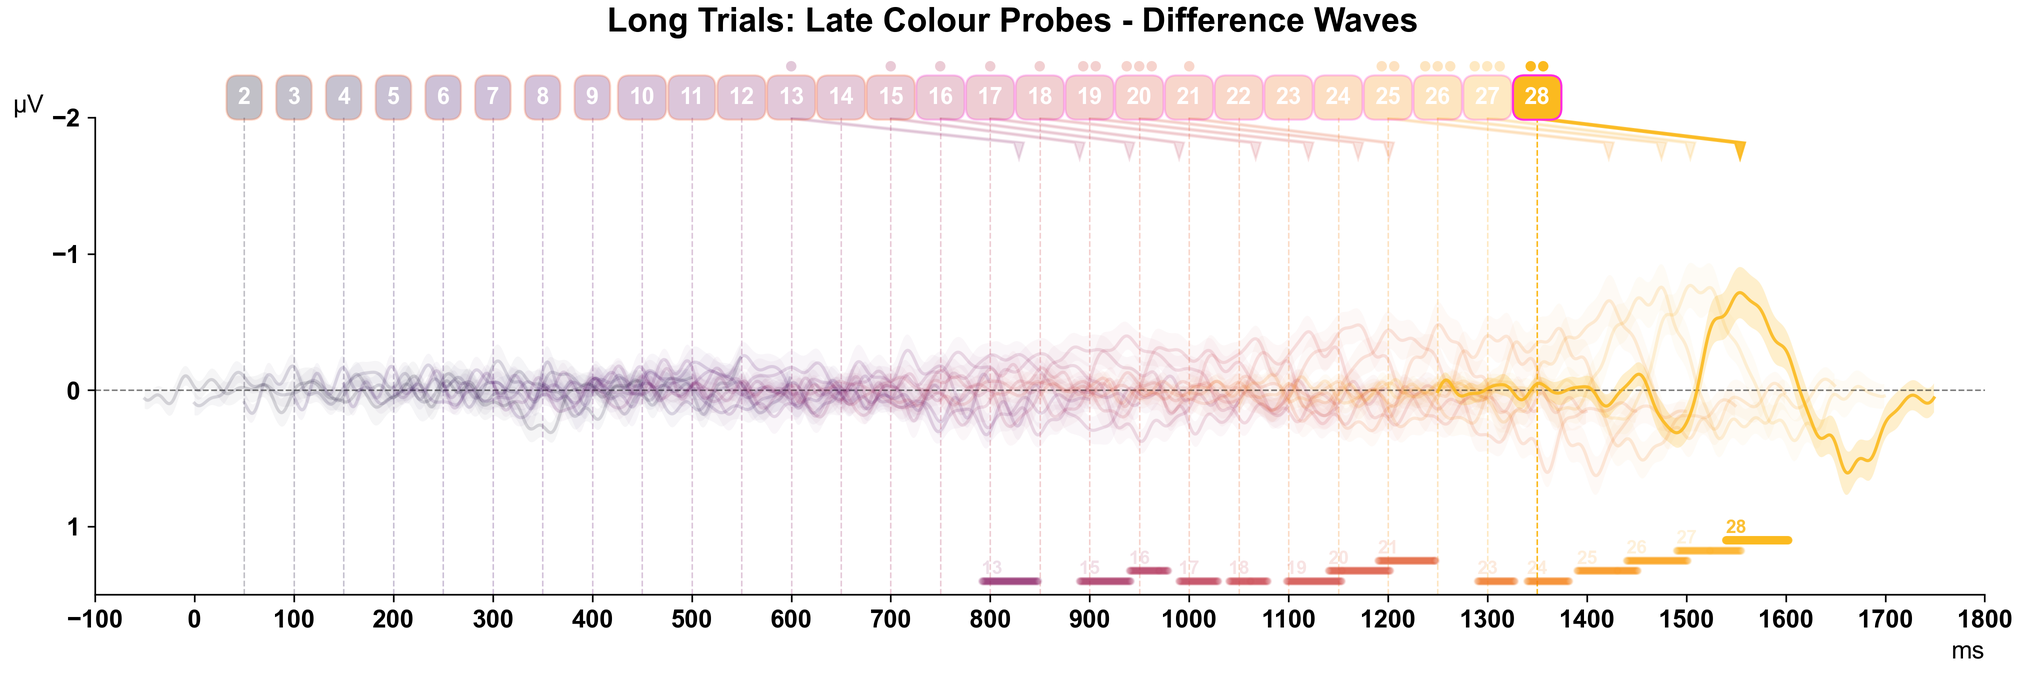 Long Trials: Late Colour Probes - Difference Waves
µV
2 3 4 5 6 7 8 9 10 11 12 13 14 15 16 17 18 19 20 21 22 23 24 25 26 27 28
−2
−1
0
1
28
27
26
25
21
20
16
13 15 17 18 19 23 24
−100 0 100 200 300 400 500 600 700 800 900 1000 1100 1200 1300 1400 1500 1600 1700 1800
ms